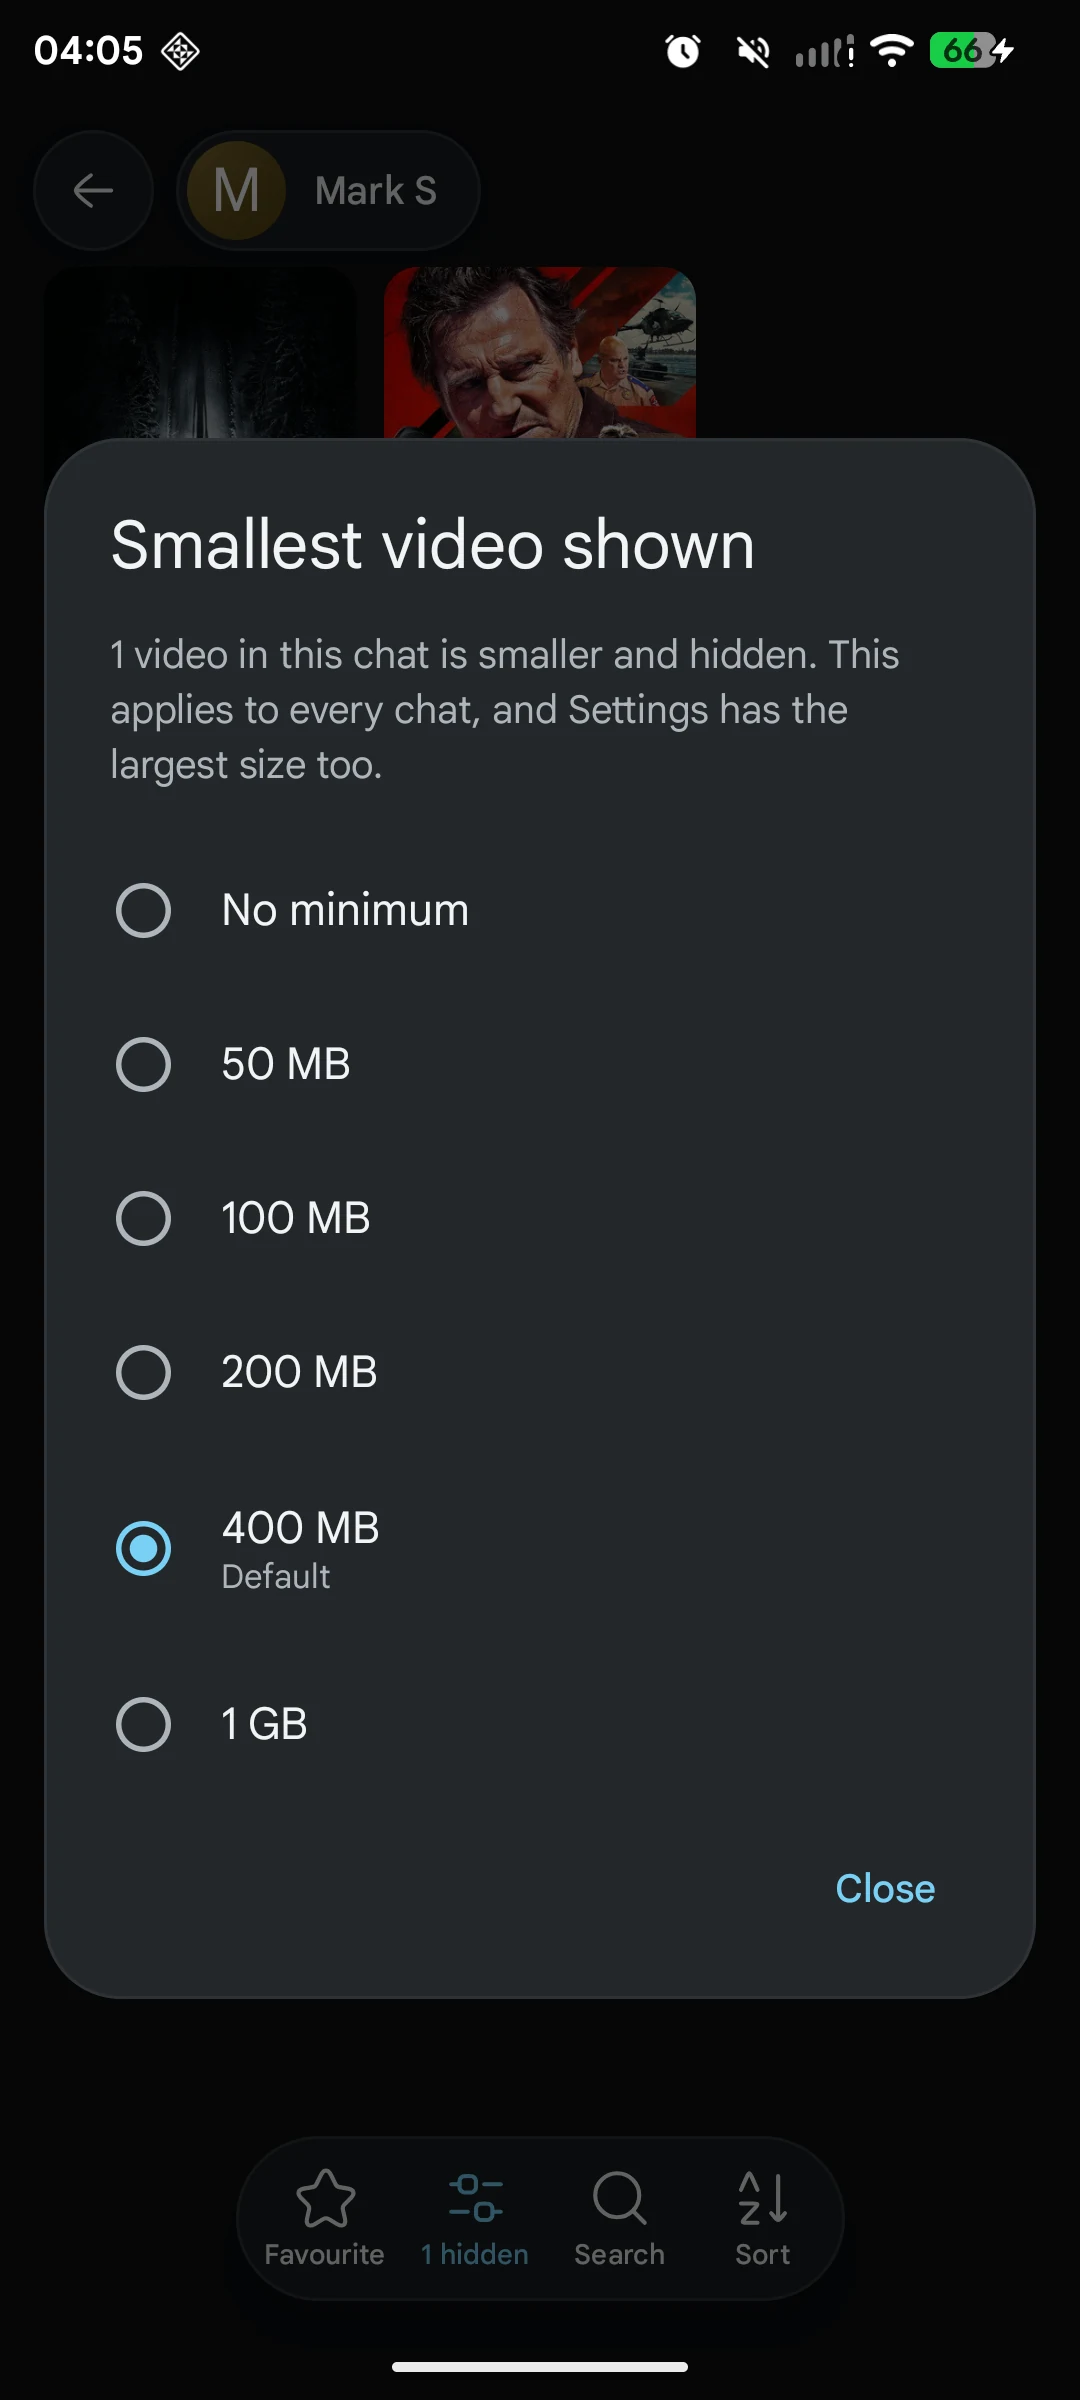 04:05
66
M
Mark S
Smallest video shown
1 video in this chat is smaller and hidden. This
applies to every chat, and Settings has the
largest size too.
No minimum
50 MB
100 MB
200 MB
400 MB
Default
1 GB
Close
Favourite
1 hidden
Search
Sort